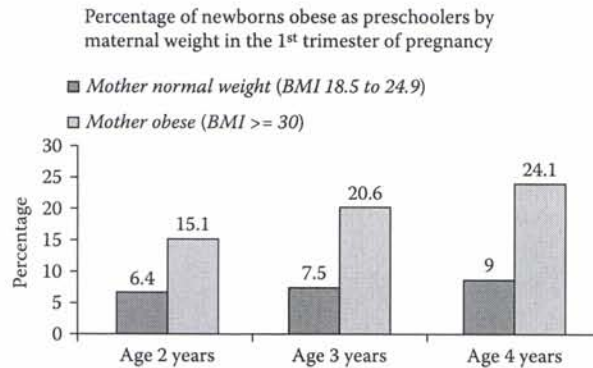 Percentage of newborns obese as preschoolers by
maternal weight in the 1st trimester of pregnancy
Mother normal weight (BMI 18.5 to 24.9)
Mother obese (BMI >= 30)
30
25
20
15
10
5
0
Percentage
6.4
15.1
7.5
20.6
9
24.1
Age 2 years
Age 3 years
Age 4 years